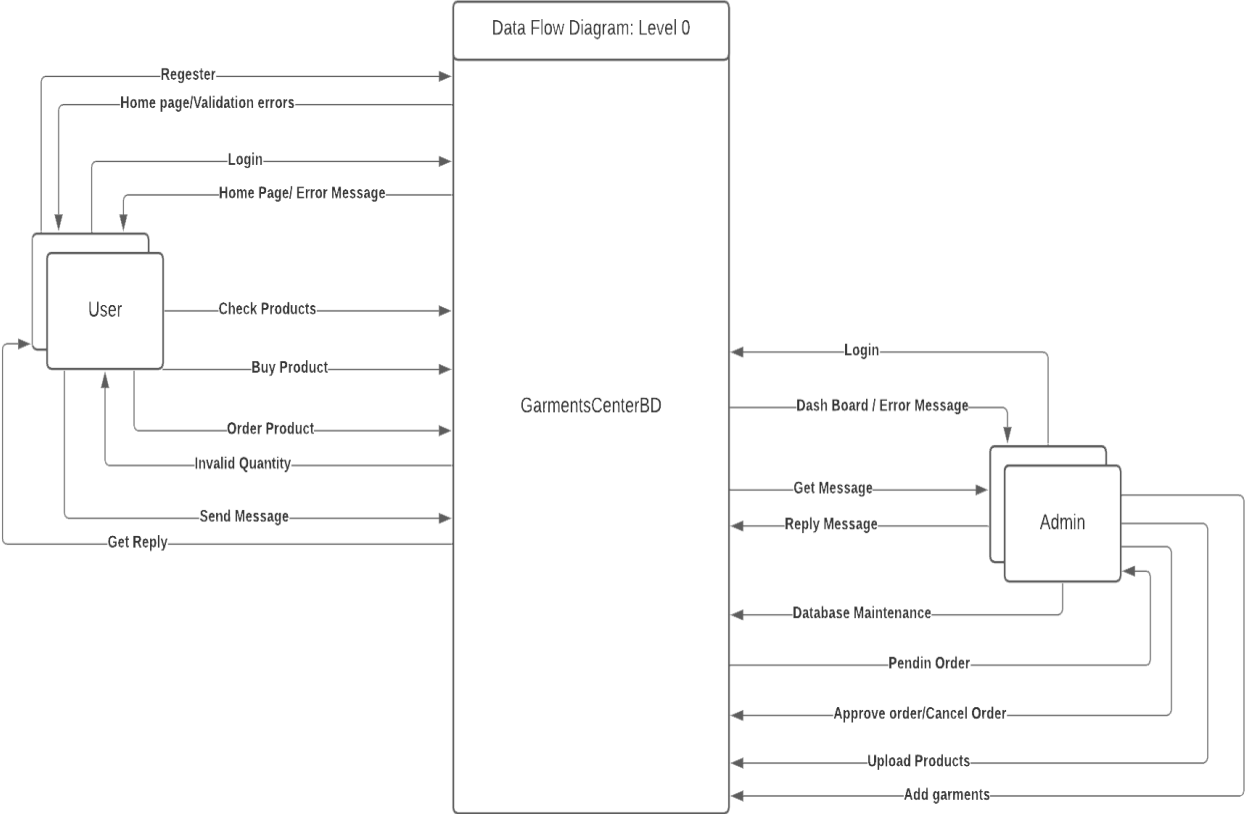 Data Flow Diagram: Level 0
Regester
Home page/Validation errors
Login
Home Page/ Error Message
User
Check Products
Buy Product
Order Product
Invalid Quantity
Send Message
Get Reply
GarmentsCenterBD
Login
Dash Board / Error Message
Get Message
Reply Message
Admin
Database Maintenance
Pendin Order
Approve order/Cancel Order
Upload Products
Add garments